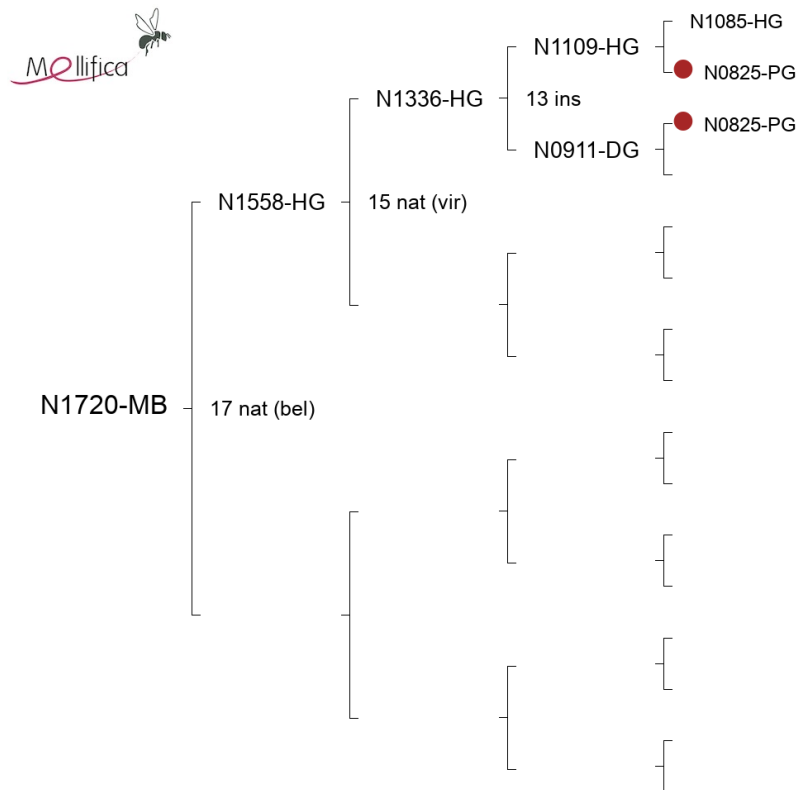 Mellifica
N1085-HG
N1109-HG
N0825-PG
N1336-HG
13 ins
N0825-PG
N0911-DG
N1558-HG
15 nat (vir)
N1720-MB
17 nat (bel)